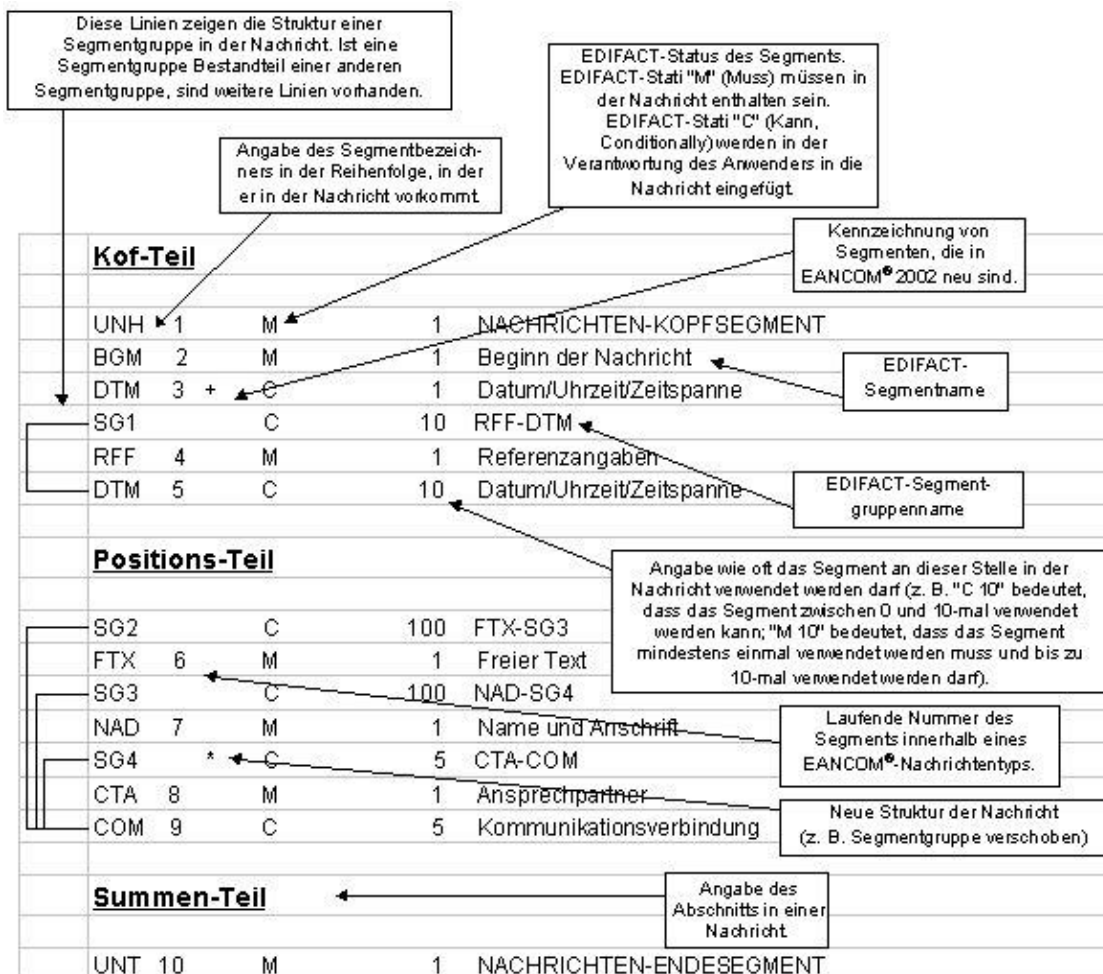 Diese Linien zeigen die Struktur einer
Segmentgruppe in der Nachricht. Ist eine
Segmentgruppe Bestandteil einer anderen
Segmentgruppe, sind weitere Linien vorhanden.
EDIFACT-Status des Segments.
EDIFACT-Stati "M" (Muss) müssen in
der Nachricht enthalten sein.
EDIFACT-Stati "C" (Kann,
Conditionally) werden in der
Verantwortung des Anwenders in die
Nachricht eingefügt.
Angabe des Segmentbezeich-
ners in der Reihenfolge, in der
er in der Nachricht vorkommt.
Kennzeichnung von
Segmenten, die in
EANCOM® 2002 neu sind.
Kof-Teil
UNH 1 M 1 NACHRICHTEN-KOPFSEGMENT
BGM 2 M 1 Beginn der Nachricht
EDIFACT-
Segmentname
DTM 3 + C 1 Datum/Uhrzeit/Zeitspanne
SG1 C 10 RFF-DTM
RFF 4 M 1 Referenzangaben
DTM 5 C 10 Datum/Uhrzeit/Zeitspanne
EDIFACT-Segment-
gruppenname
Positions-Teil
Angabe wie oft das Segment an dieser Stelle in der
Nachricht verwendet werden darf (z. B. "C 10" bedeutet,
dass das Segment zwischen 0 und 10-mal verwendet
werden kann; "M 10" bedeutet, dass das Segment
mindestens einmal verwendet werden muss und bis zu
10-mal verwendet werden darf).
SG2 C 100 FTX-SG3
FTX 6 M 1 Freier Text
SG3 C 100 NAD-SG4
NAD 7 M 1 Name und Anschrift
SG4 * C 5 CTA-COM
CTA 8 M 1 Ansprechpartner
COM 9 C 5 Kommunikationsverbindung
Laufende Nummer des
Segments innerhalb eines
EANCOM®-Nachrichtentyps.
Neue Struktur der Nachricht
(z. B. Segmentgruppe verschoben)
Summen-Teil
Angabe des
Abschnitts in einer
Nachricht.
UNT 10 M 1 NACHRICHTEN-ENDESEGMENT